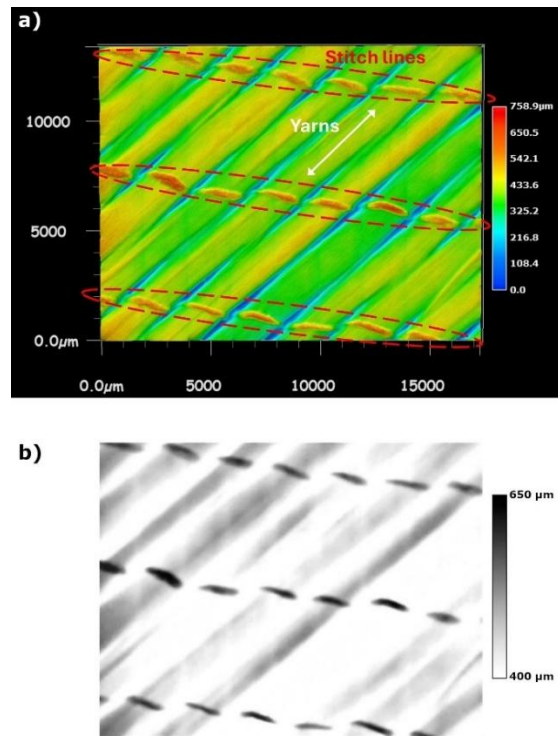 a)
Stitch lines
Yarns
10000
5000
0.0μm
0.0μm 5000 10000 15000
758.9μm
650.5
542.1
433.6
325.2
216.8
108.4
0.0
b)
650 μm
400 μm